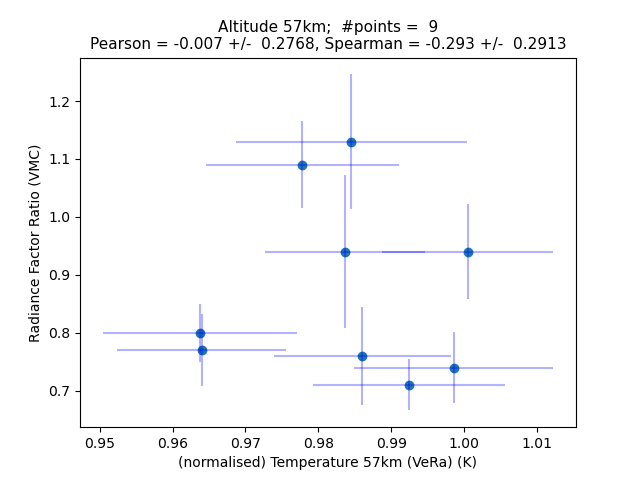 Altitude 57km;  #points =  9
Pearson = -0.007 +/-  0.2768, Spearman = -0.293 +/-  0.2913
1.2
1.1
1.0
0.9
0.8
0.7
Radiance Factor Ratio (VMC)
0.95 0.96 0.97 0.98 0.99 1.00 1.01
(normalised) Temperature 57km (VeRa) (K)